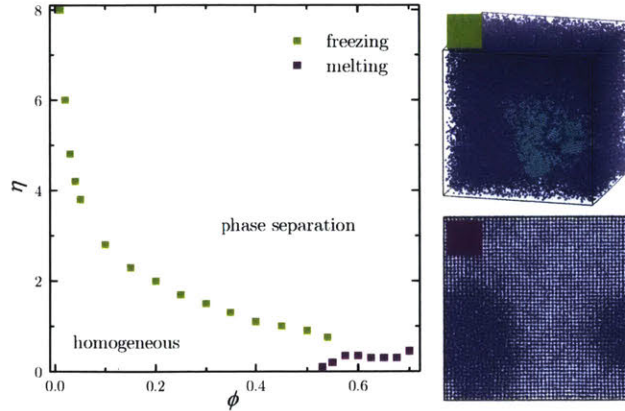 8
freezing
melting
6
η
4
phase separation
2
homogeneous
0
0.0 0.2 0.4 0.6
ϕ